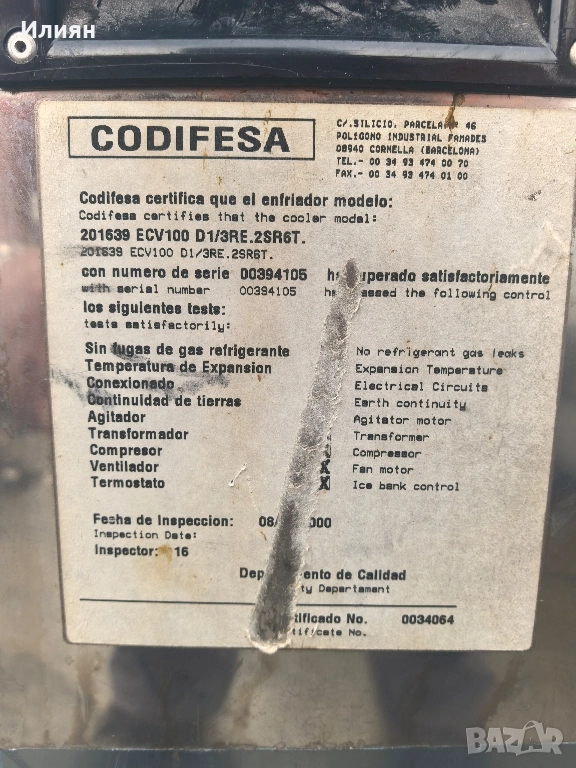 Илиян
CODIFESA
C/.SILICIO, PARCELA 46
POLIGONO INDUSTRIAL FAMADES
08940 CORNELLA (BARCELONA)
TEL.- 00 34 93 474 00 70
FAX.- 00 34 93 474 01 00
Codifesa certifica que el enfriador modelo:
Codifesa certifies that the cooler model:
201639 ECV100 D1/3RE.2SR6T.
201639 ECV100 D1/3RE.2SR6T.
con numero de serie 00394105 superado satisfactoriamente
with serial number 00394105 the following control
los siguientes tests:
tests satisfactorily:
Sin fugas de gas refrigerante No refrigerant gas leaks
Temperatura de Expansion Expansion Temperature
Conexionado Electrical Circuits
Continuidad de tierras Earth continuity
Agitador Agitator motor
Transformador Transformer
Compresor Compressor
Ventilador X Fan motor
Termostato X Ice bank control
Fecha de Inspeccion: 08/ 000
Inspection Date:
Inspector: 16
de Calidad
Departament
No. 0034064
No.
BAZAR